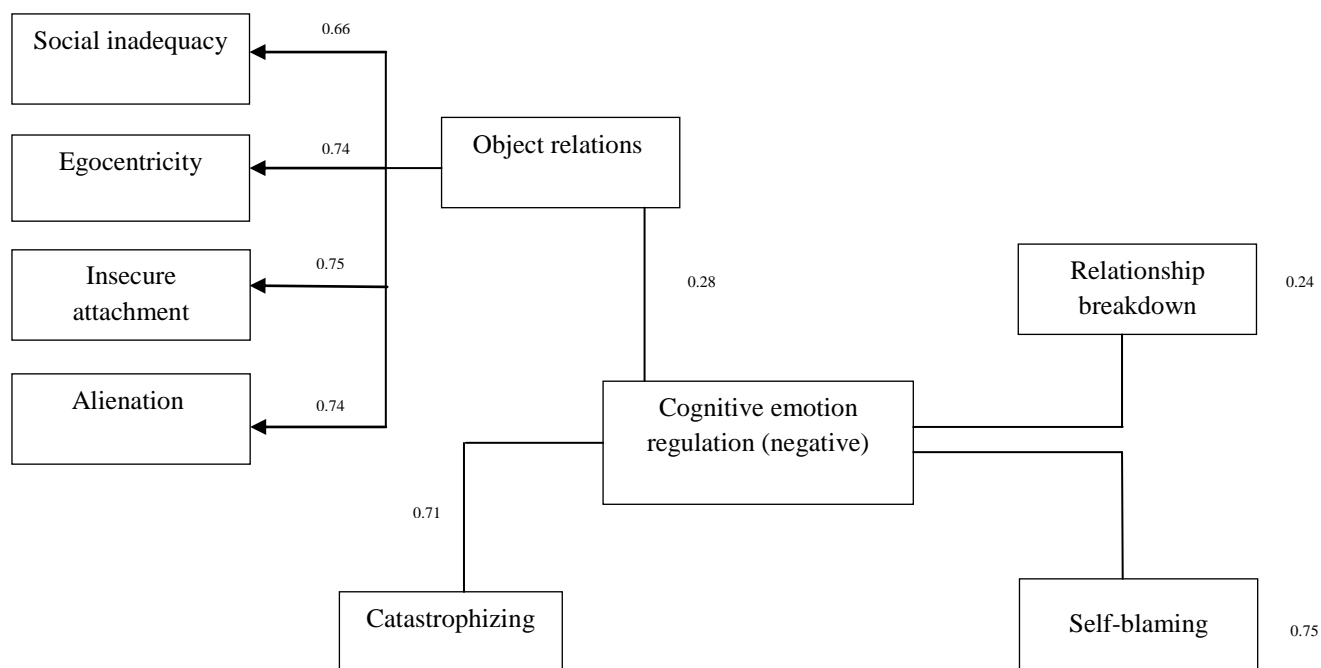 Social inadequacy
0.66
Egocentricity
0.74
Object relations
Insecure
attachment
0.75
0.28
Relationship
breakdown
0.24
Alienation
0.74
Cognitive emotion
regulation (negative)
0.71
Catastrophizing
Self-blaming
0.75